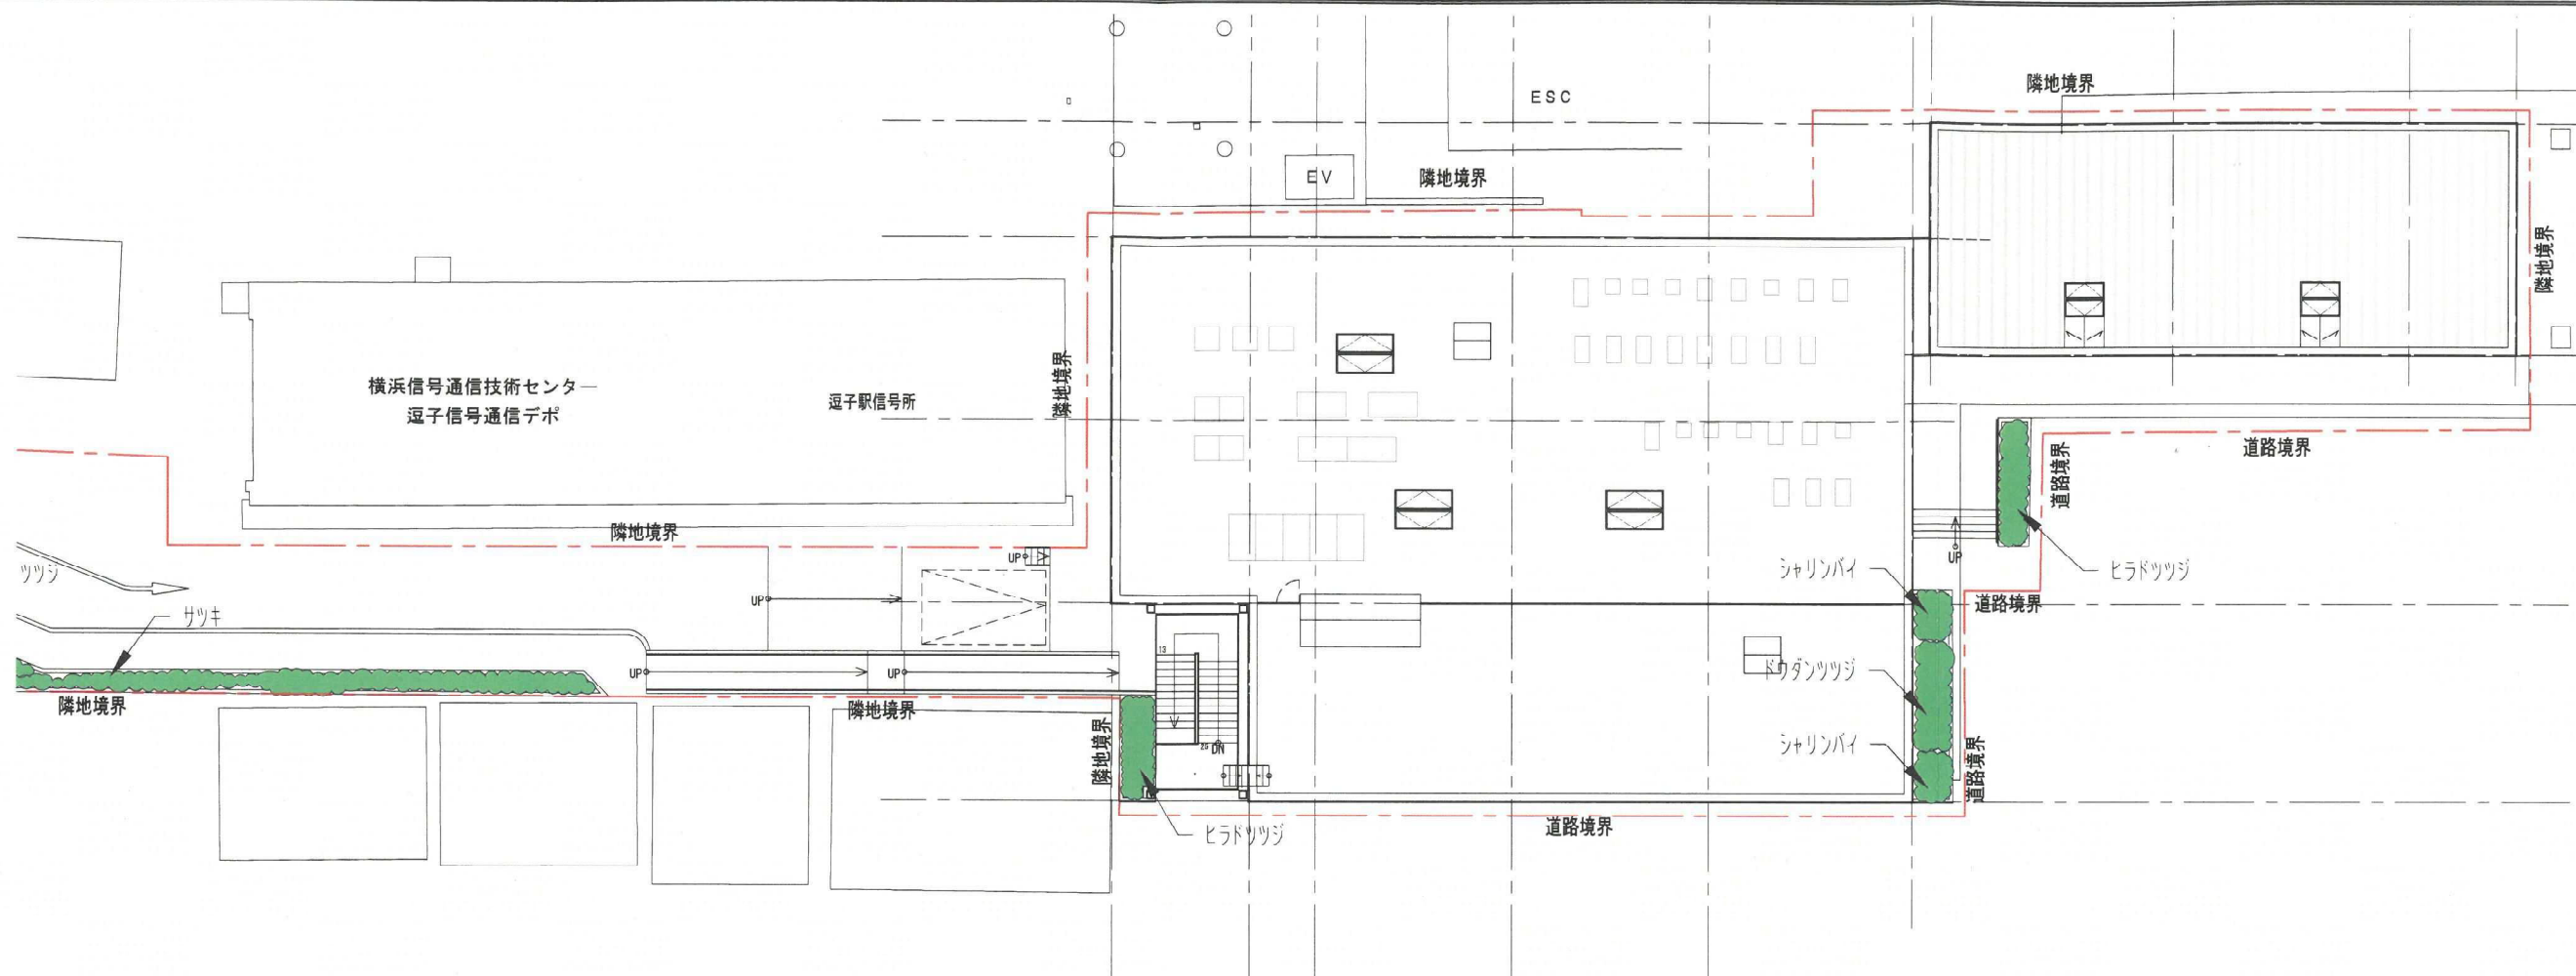 ESC
隣地境界
EV
隣地境界
隣地境界
横浜信号通信技術センター
逗子信号通信デポ
逗子駅信号所
隣地境界
道路境界
道路境界
隣地境界
UP
UP
ヒラドツツジ
シャリンバイ
ツツジ
UP
道路境界
サツキ
13
UP
UP
ドウダンツツジ
隣地境界
隣地境界
隣地境界
DN
シャリンバイ
道路境界
ヒラドツツジ
道路境界